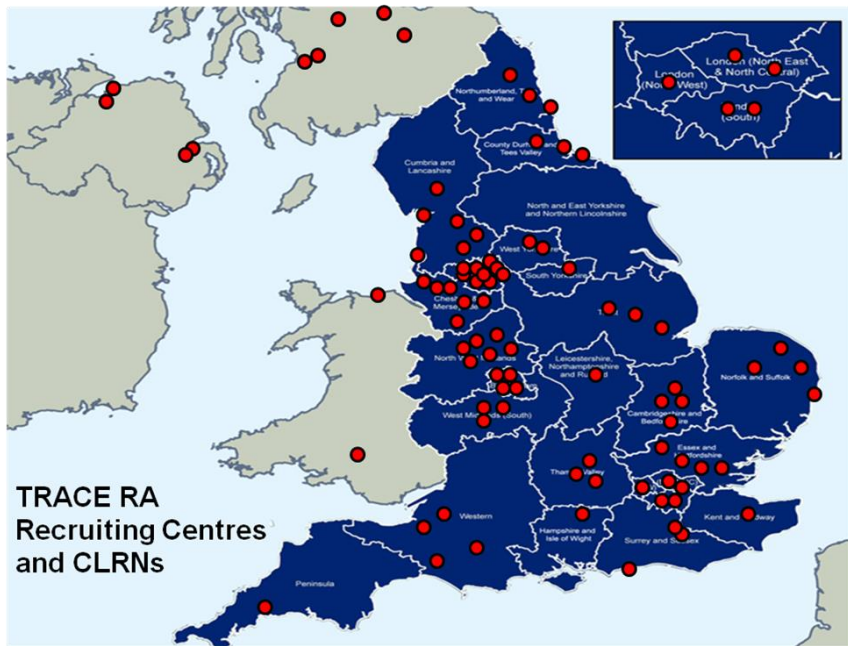 London (North East
& North Central)
London
(North West)
(South)
Northumberland, T
and Wear
County Durham and
Tees Valley
Cumbria and
Lancashire
North and East Yorkshire
and Northern Lincolnshire
West
South Yorkshire
Merseyside
North West Midlands
Leicestershire,
Northamptonshire
and Rutland
Norfolk and Suffolk
West Midlands (South)
Cambridgeshire and
Bedfordshire
Essex and
Hertfordshire
Thames Valley
Western
Hampshire and
Isle of Wight
Surrey and Sussex
Kent and Medway
Peninsula
TRACE RA
Recruiting Centres
and CLRNs